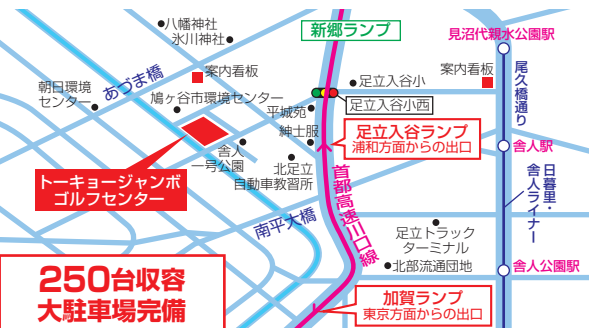 八幡神社
氷川神社
新郷ランプ
見沼代親水公園駅
案内看板
あづま橋
朝日環境
センター
鳩ヶ谷市環境センター
足立入谷小
案内看板
尾久橋通り
平城苑
足立入谷小西
紳士服
足立入谷ランプ
浦和方面からの出口
舎人駅
舎人
一号公園
北足立
自動車教習所
トーキョージャンボ
ゴルフセンター
首都高速川口線
日暮里・
舎人ライナー
南平大橋
足立トラック
ターミナル
北部流通団地
舎人公園駅
250台収容
大駐車場完備
加賀ランプ
東京方面からの出口